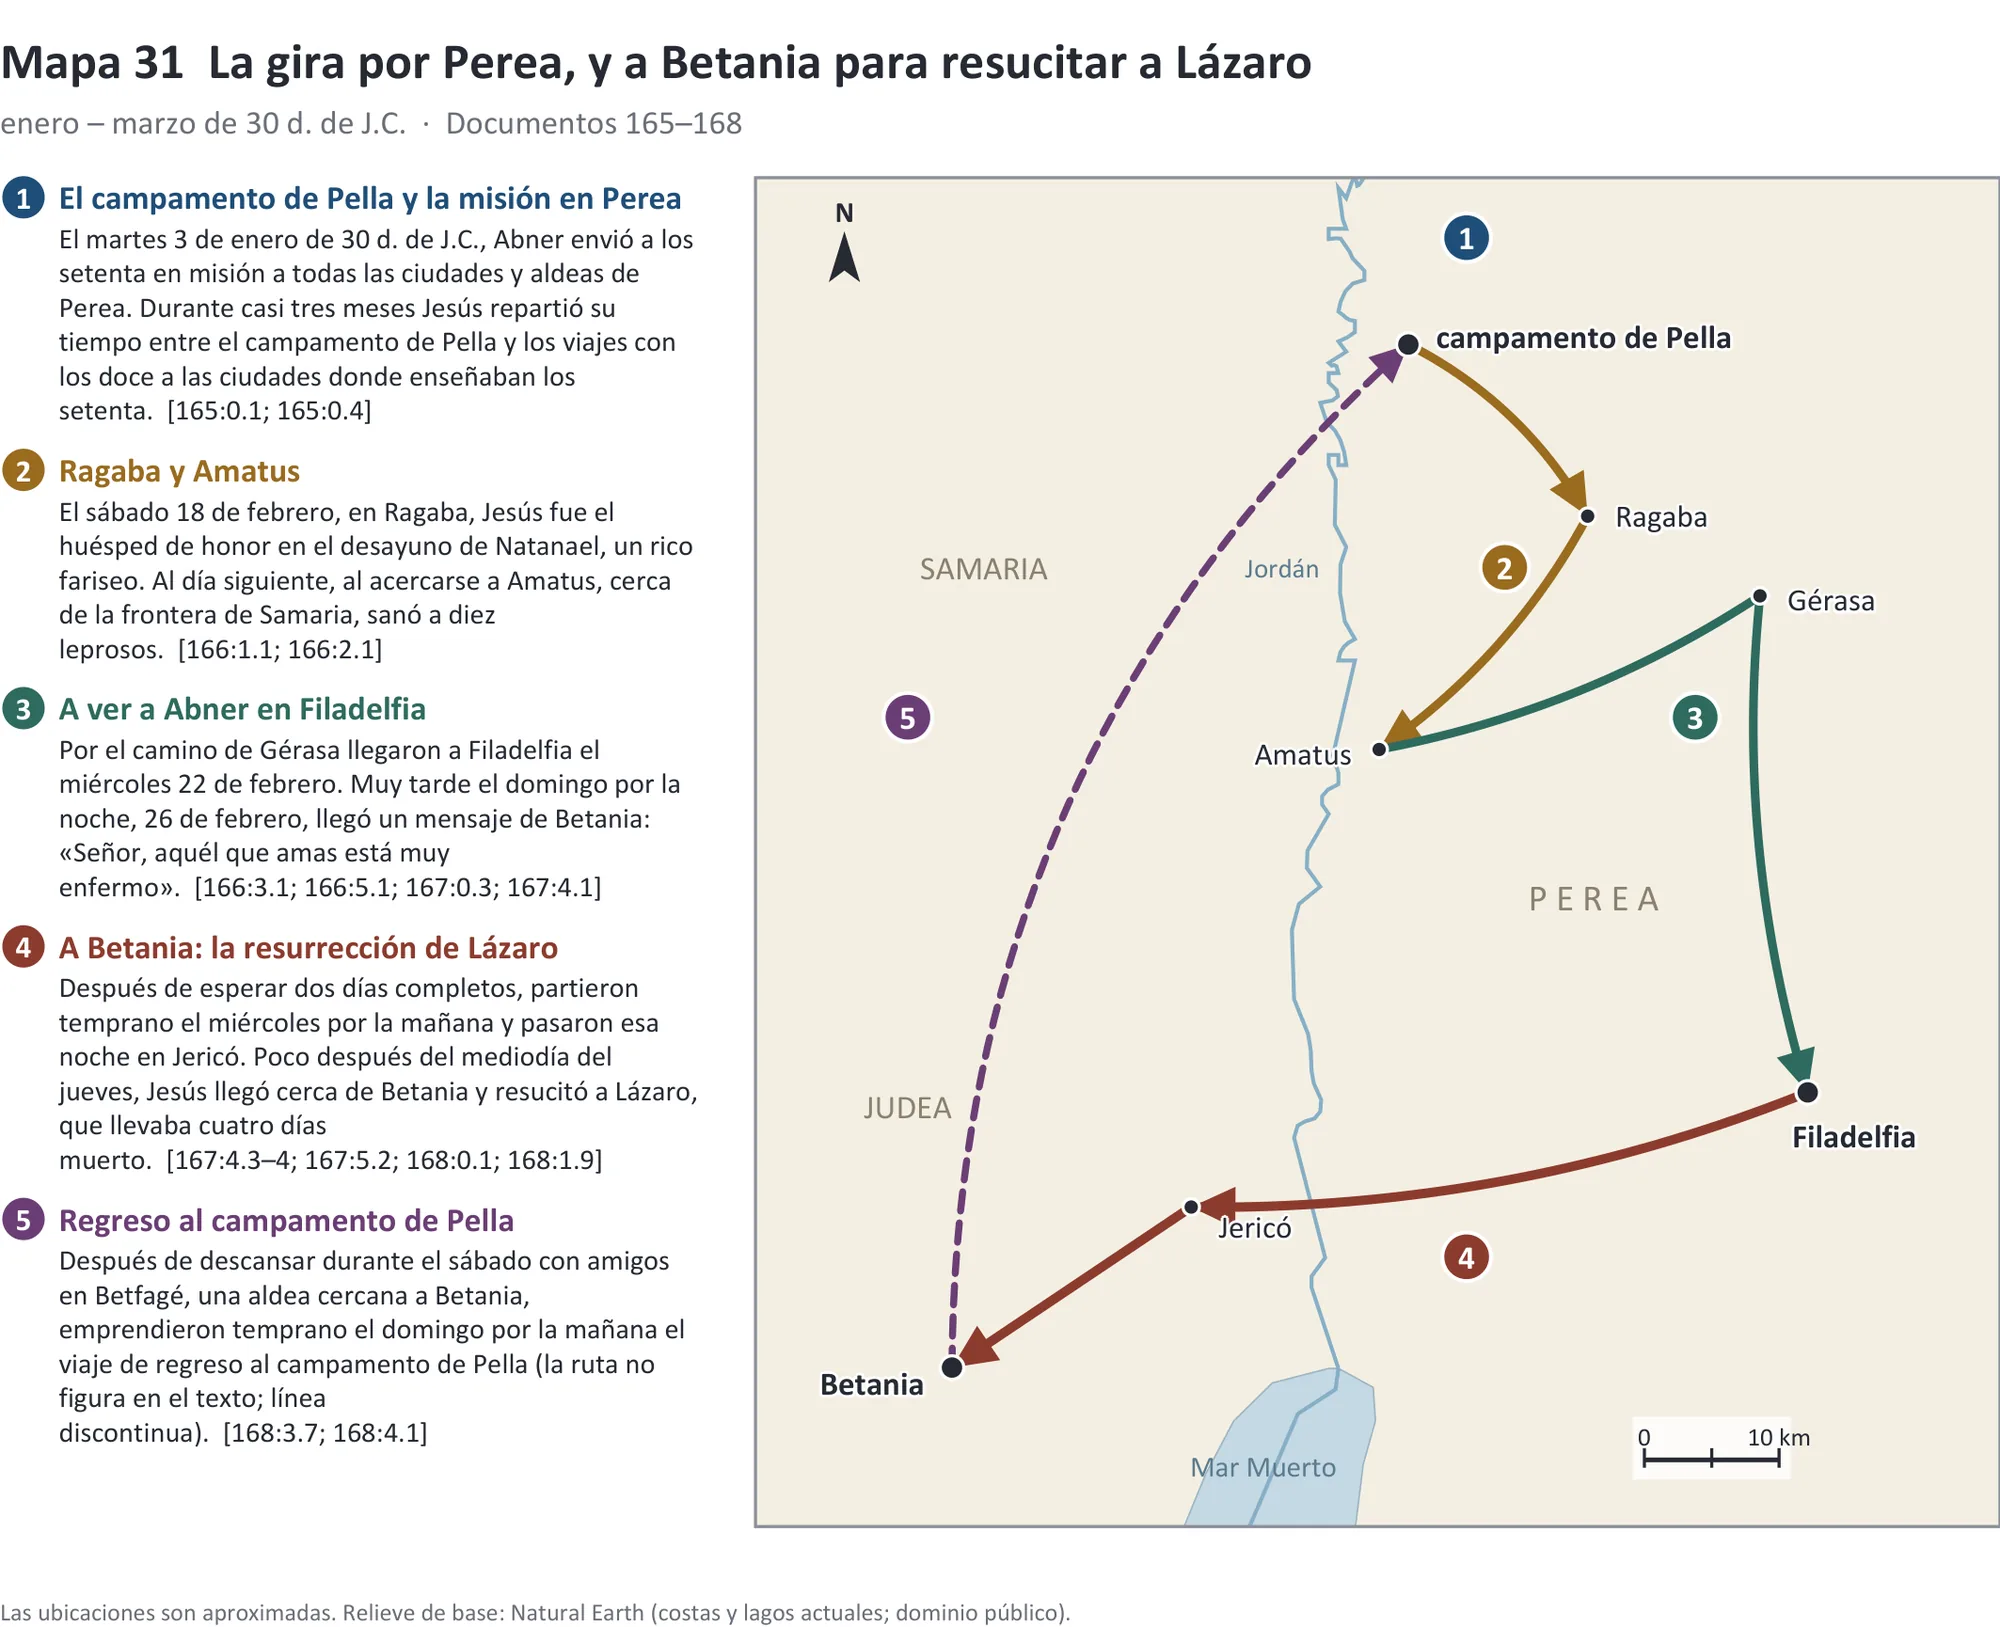 Mapa 31 La gira por Perea, y a Betania para resucitar a Lázaro
enero – marzo de 30 d. de J.C. · Documentos 165–168
1 El campamento de Pella y la misión en Perea
El martes 3 de enero de 30 d. de J.C., Abner envió a los
setenta en misión a todas las ciudades y aldeas de
Perea. Durante casi tres meses Jesús repartió su
tiempo entre el campamento de Pella y los viajes con
los doce a las ciudades donde enseñaban los
setenta. [165:0.1; 165:0.4]
2 Ragaba y Amatus
El sábado 18 de febrero, en Ragaba, Jesús fue el
huésped de honor en el desayuno de Natanael, un rico
fariseo. Al día siguiente, al acercarse a Amatus, cerca
de la frontera de Samaria, sanó a diez
leprosos. [166:1.1; 166:2.1]
3 A ver a Abner en Filadelfia
Por el camino de Gérasa llegaron a Filadelfia el
miércoles 22 de febrero. Muy tarde el domingo por la
noche, 26 de febrero, llegó un mensaje de Betania:
«Señor, aquél que amas está muy
enfermo». [166:3.1; 166:5.1; 167:0.3; 167:4.1]
4 A Betania: la resurrección de Lázaro
Después de esperar dos días completos, partieron
temprano el miércoles por la mañana y pasaron esa
noche en Jericó. Poco después del mediodía del
jueves, Jesús llegó cerca de Betania y resucitó a Lázaro,
que llevaba cuatro días
muerto. [167:4.3–4; 167:5.2; 168:0.1; 168:1.9]
5 Regreso al campamento de Pella
Después de descansar durante el sábado con amigos
en Betfagé, una aldea cercana a Betania,
emprendieron temprano el domingo por la mañana el
viaje de regreso al campamento de Pella (la ruta no
figura en el texto; línea
discontinua). [168:3.7; 168:4.1]
N
1
campamento de Pella
Ragaba
SAMARIA
Jordán
2
Gérasa
5
3
Amatus
PEREA
JUDEA
Filadelfia
Jericó
4
Betania
Mar Muerto
0 10 km
Las ubicaciones son aproximadas. Relieve de base: Natural Earth (costas y lagos actuales; dominio público).